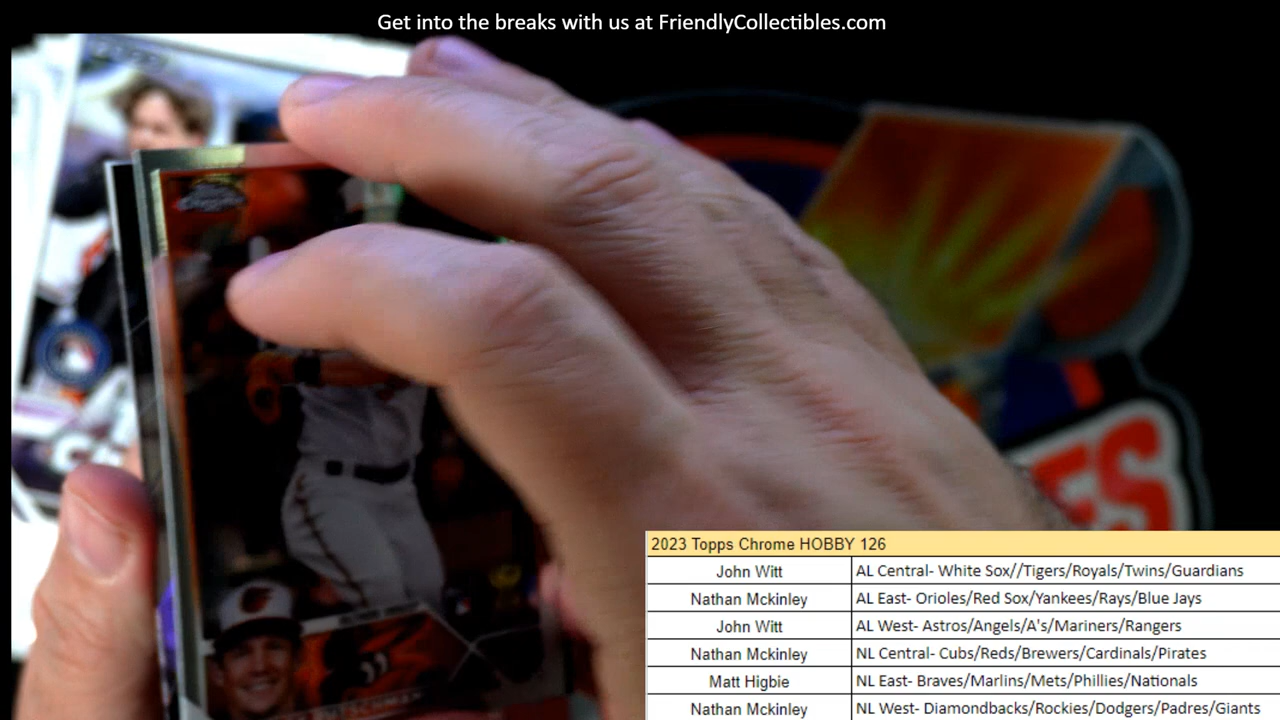 Get into the breaks with us at FriendlyCollectibles.com
ES
2023 Topps Chrome HOBBY 126
John Witt AL Central- White Sox//Tigers/Royals/Twins/Guardians
Nathan Mckinley AL East- Orioles/Red Sox/Yankees/Rays/Blue Jays
John Witt AL West- Astros/Angels/A's/Mariners/Rangers
Nathan Mckinley NL Central- Cubs/Reds/Brewers/Cardinals/Pirates
Matt Higbie NL East- Braves/Marlins/Mets/Phillies/Nationals
Nathan Mckinley NL West- Diamondbacks/Rockies/Dodgers/Padres/Giants